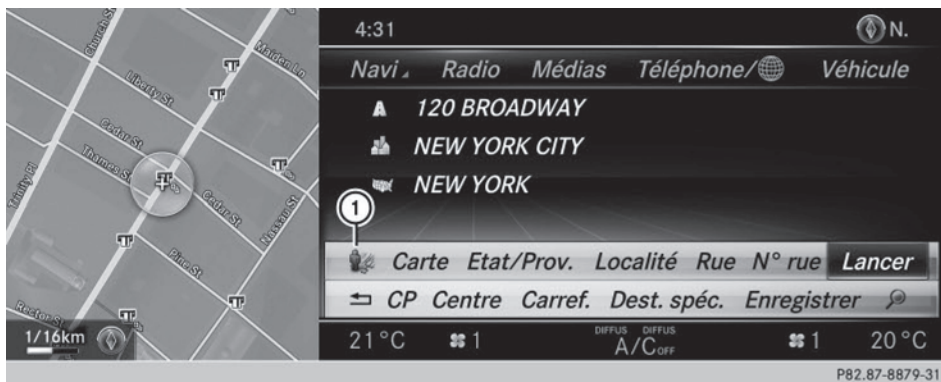 Church St
Maiden Ln
Liberty St
Cedar St
Thames St
Trinity Pl
Cedar St
Nassau St
Pine St
Rector St
1/16km
4:31 N.
Navi Radio Médias Téléphone/ Véhicule
A 120 BROADWAY
NEW YORK CITY
NEW YORK
1
Carte Etat/Prov. Localité Rue N° rue Lancer
CP Centre Carref. Dest. spéc. Enregistrer
21 °C 1 DIFFUS DIFFUS A/C OFF 1 20 °C
P82.87-8879-31